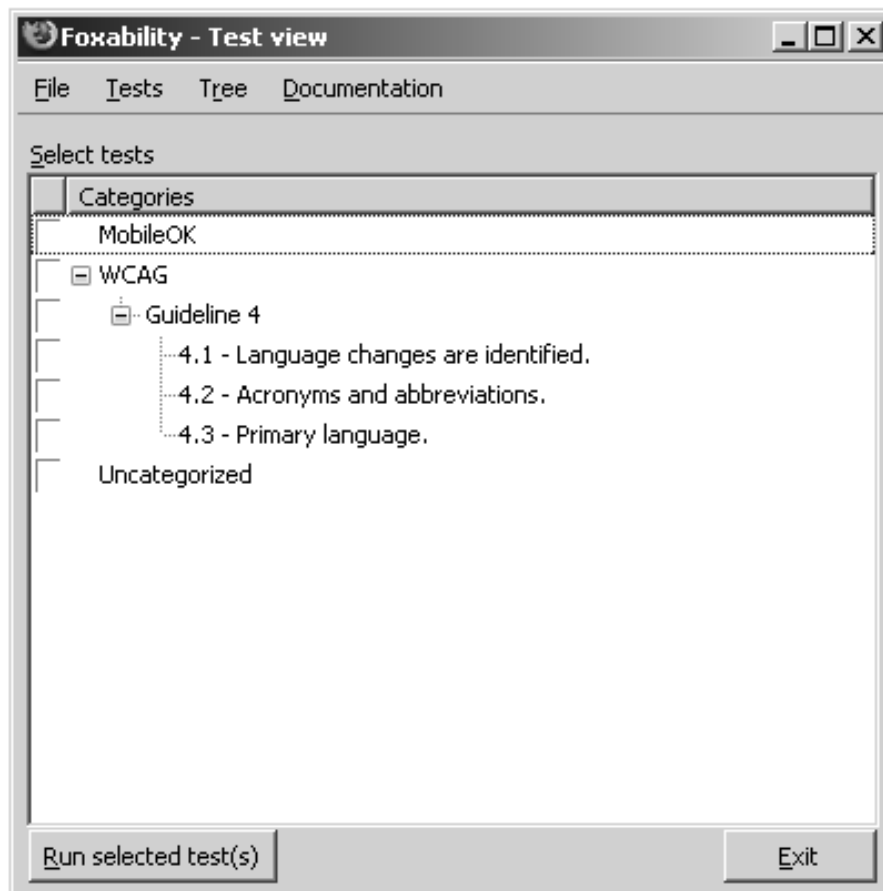 Foxability - Test view
File Tests Tree Documentation
Select tests
Categories
MobileOK
WCAG
Guideline 4
4.1 - Language changes are identified.
4.2 - Acronyms and abbreviations.
4.3 - Primary language.
Uncategorized
Run selected test(s) Exit